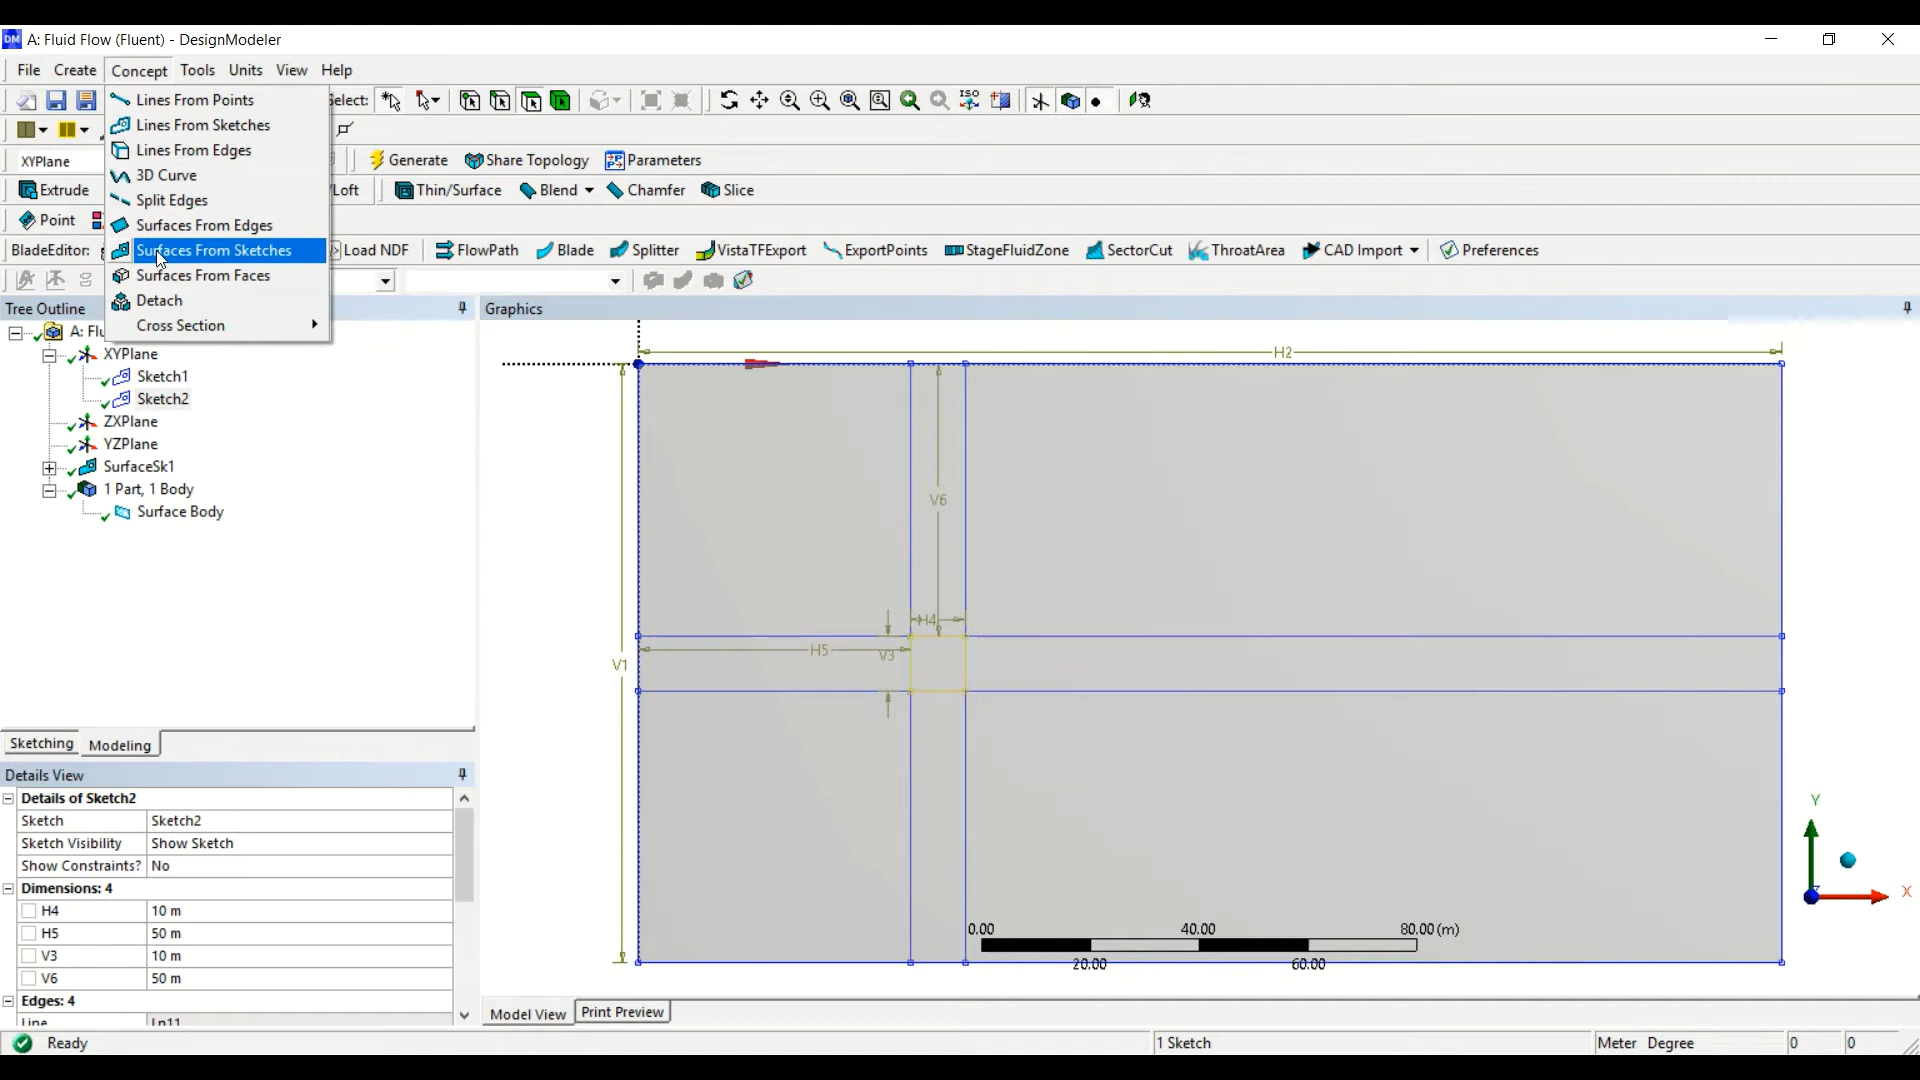 A: Fluid Flow (Fluent) - DesignModeler
File Create Concept Tools Units View Help
Lines From Points
Select:
ISO
Lines From Sketches
Lines From Edges
XYPlane
Generate Share Topology Parameters
3D Curve
Extrude
/Loft Thin/Surface Blend Chamfer Slice
Split Edges
Point
Surfaces From Edges
BladeEditor:
Surfaces From Sketches
Load NDF FlowPath Blade Splitter VistaTFExport ExportPoints StageFluidZone SectorCut ThroatArea CAD Import Preferences
Surfaces From Faces
Detach
Cross Section
Tree Outline
Graphics
A: Flu
XYPlane
Sketch1
Sketch2
ZXPlane
YZPlane
SurfaceSk1
1 Part, 1 Body
Surface Body
H2
V6
H4
H5
V3
V1
Y
X
0.00 40.00 80.00 (m)
20.00 60.00
Sketching Modeling
Details View
Details of Sketch2
Sketch Sketch2
Sketch Visibility Show Sketch
Show Constraints? No
Dimensions: 4
H4 10 m
H5 50 m
V3 10 m
V6 50 m
Edges: 4
Line Ln11
Model View Print Preview
Ready
1 Sketch
Meter Degree 0 0